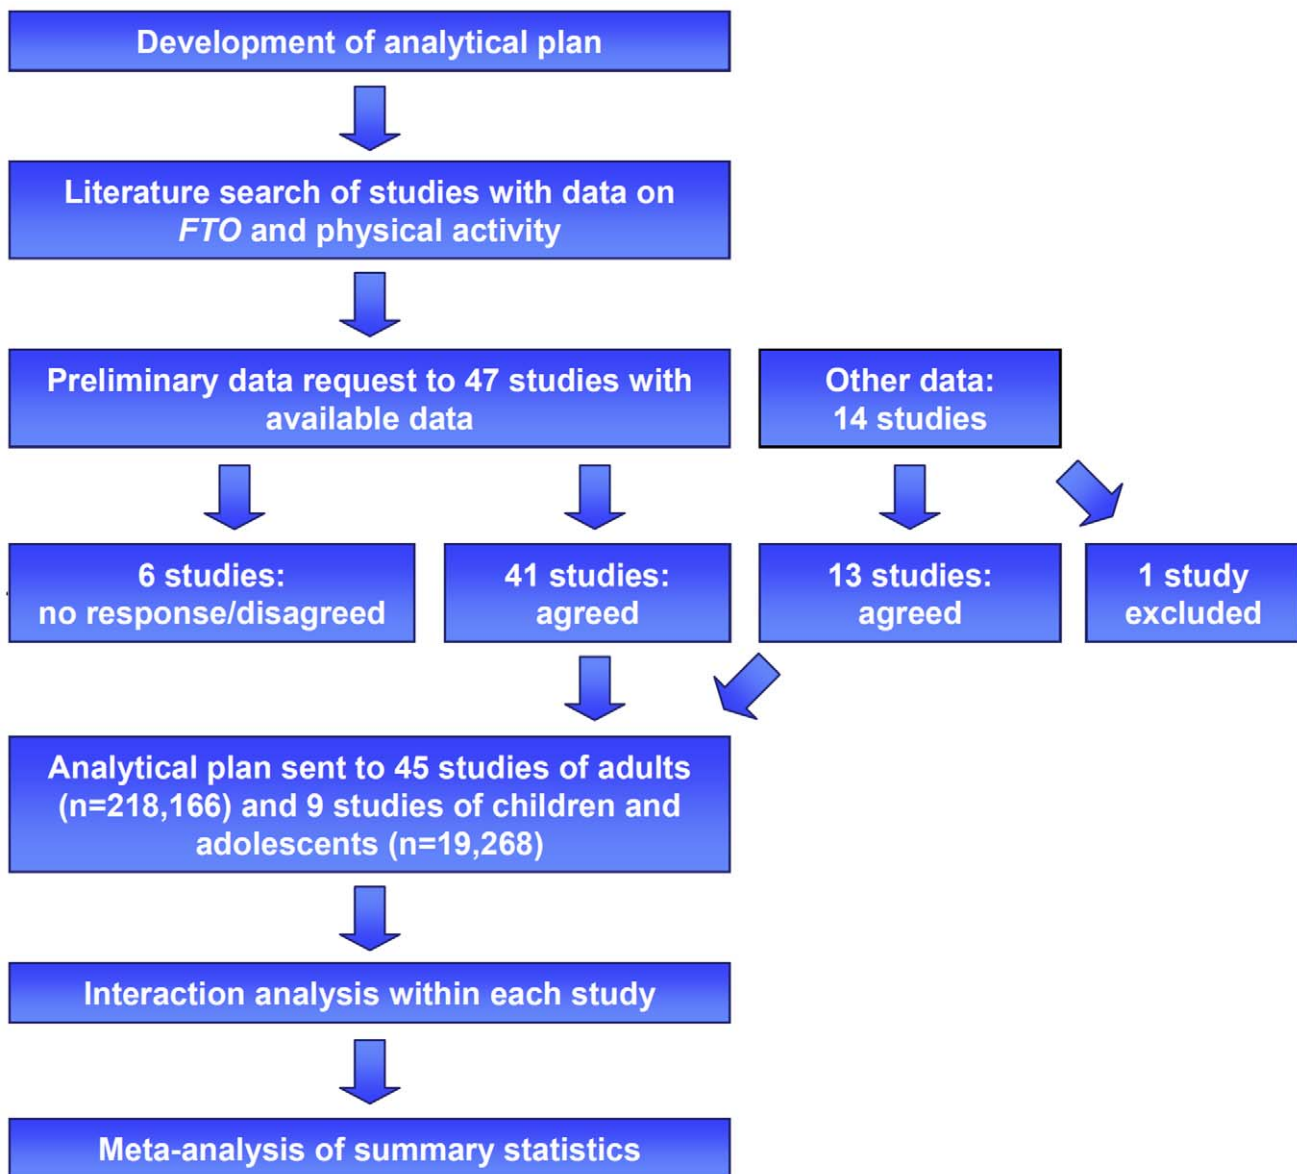 Development of analytical plan
Literature search of studies with data on
FTO and physical activity
Preliminary data request to 47 studies with
available data
Other data:
14 studies
6 studies:
no response/disagreed
41 studies:
agreed
13 studies:
agreed
1 study
excluded
Analytical plan sent to 45 studies of adults
(n=218,166) and 9 studies of children and
adolescents (n=19,268)
Interaction analysis within each study
Meta-analysis of summary statistics